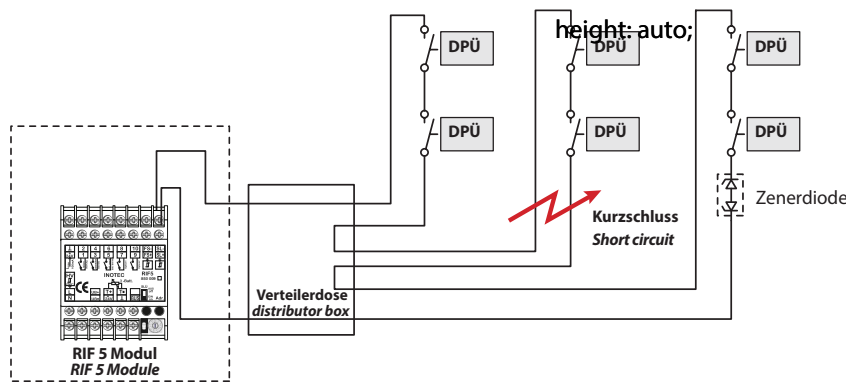 height: auto;
DPÜ
DPÜ
DPÜ
DPÜ
DPÜ
DPÜ
Zenerdiode
Kurzschluss
Short circuit
INOTEC
RIF5
CE
Verteilerdose
distributor box
RIF 5 Modul
RIF 5 Module